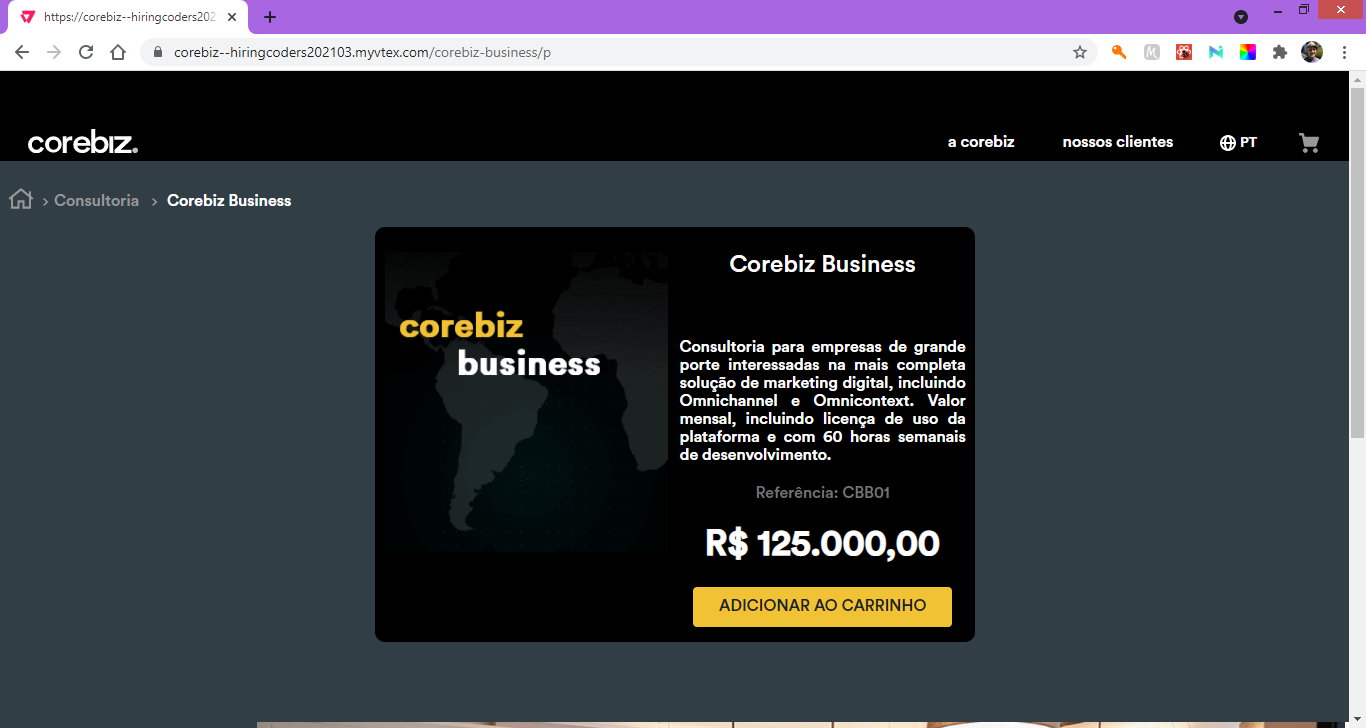 https://corebiz--hiringcoders202
corebiz--hiringcoders202103.myvtex.com/corebiz-business/p
corebiz.
a corebiz
nossos clientes
PT
Consultoria
Corebiz Business
corebiz
business
Corebiz Business
Consultoria para empresas de grande
porte interessadas na mais completa
solução de marketing digital, incluindo
Omnichannel e Omnicontext. Valor
mensal, incluindo licença de uso da
plataforma e com 60 horas semanais
de desenvolvimento.
Referência: CBB01
R$ 125.000,00
ADICIONAR AO CARRINHO